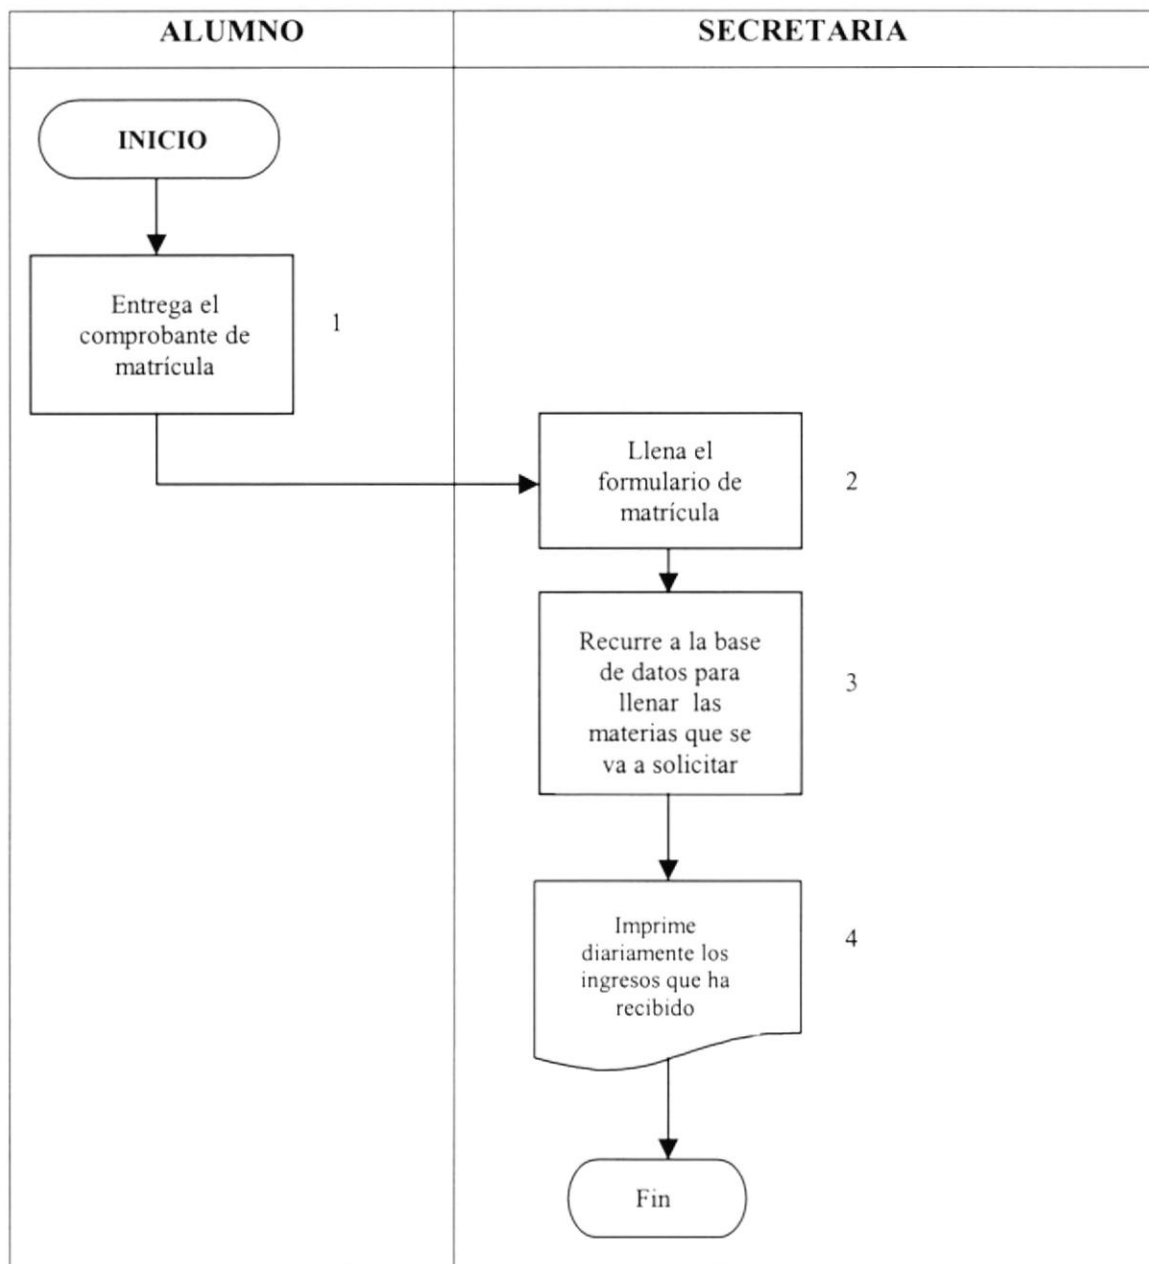 ALUMNO
SECRETARIA
INICIO
Entrega el
comprobante de
matrícula
1
Llena el
formulario de
matrícula
2
Recurre a la base
de datos para
llenar las
materias que se
va a solicitar
3
Imprime
diariamente los
ingresos que ha
recibido
4
Fin